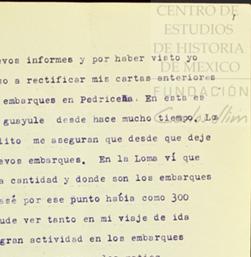 CENTRO DE
ESTUDIOS
DE HISTORIA
DE MEXICO
FUNDACIÓN
evos informes y por haber visto yo
so a rectificar mis cartas anteriores
embarques en Pedriceña. En esta es
guayule desde hace mucho tiempo. Lo
lito me aseguran que desde que deje
evos embarques. En la Loma ví que
a cantidad y donde son los embarques
asé por ese punto había como 300
ude ver tanto en mi viaje de ida
gran actividad en los embarques